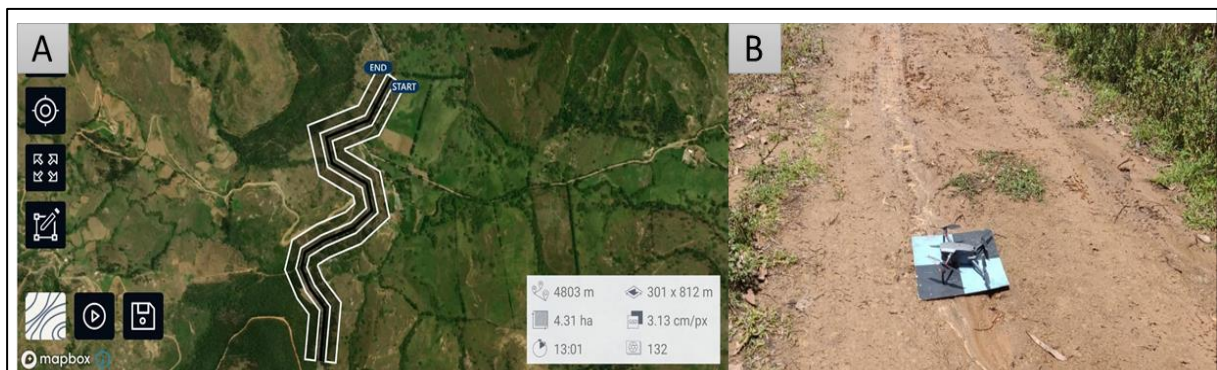 A
END
START
4803 m
301 x 812 m
4.31 ha
3.13 cm/px
13:01
132
mapbox
B